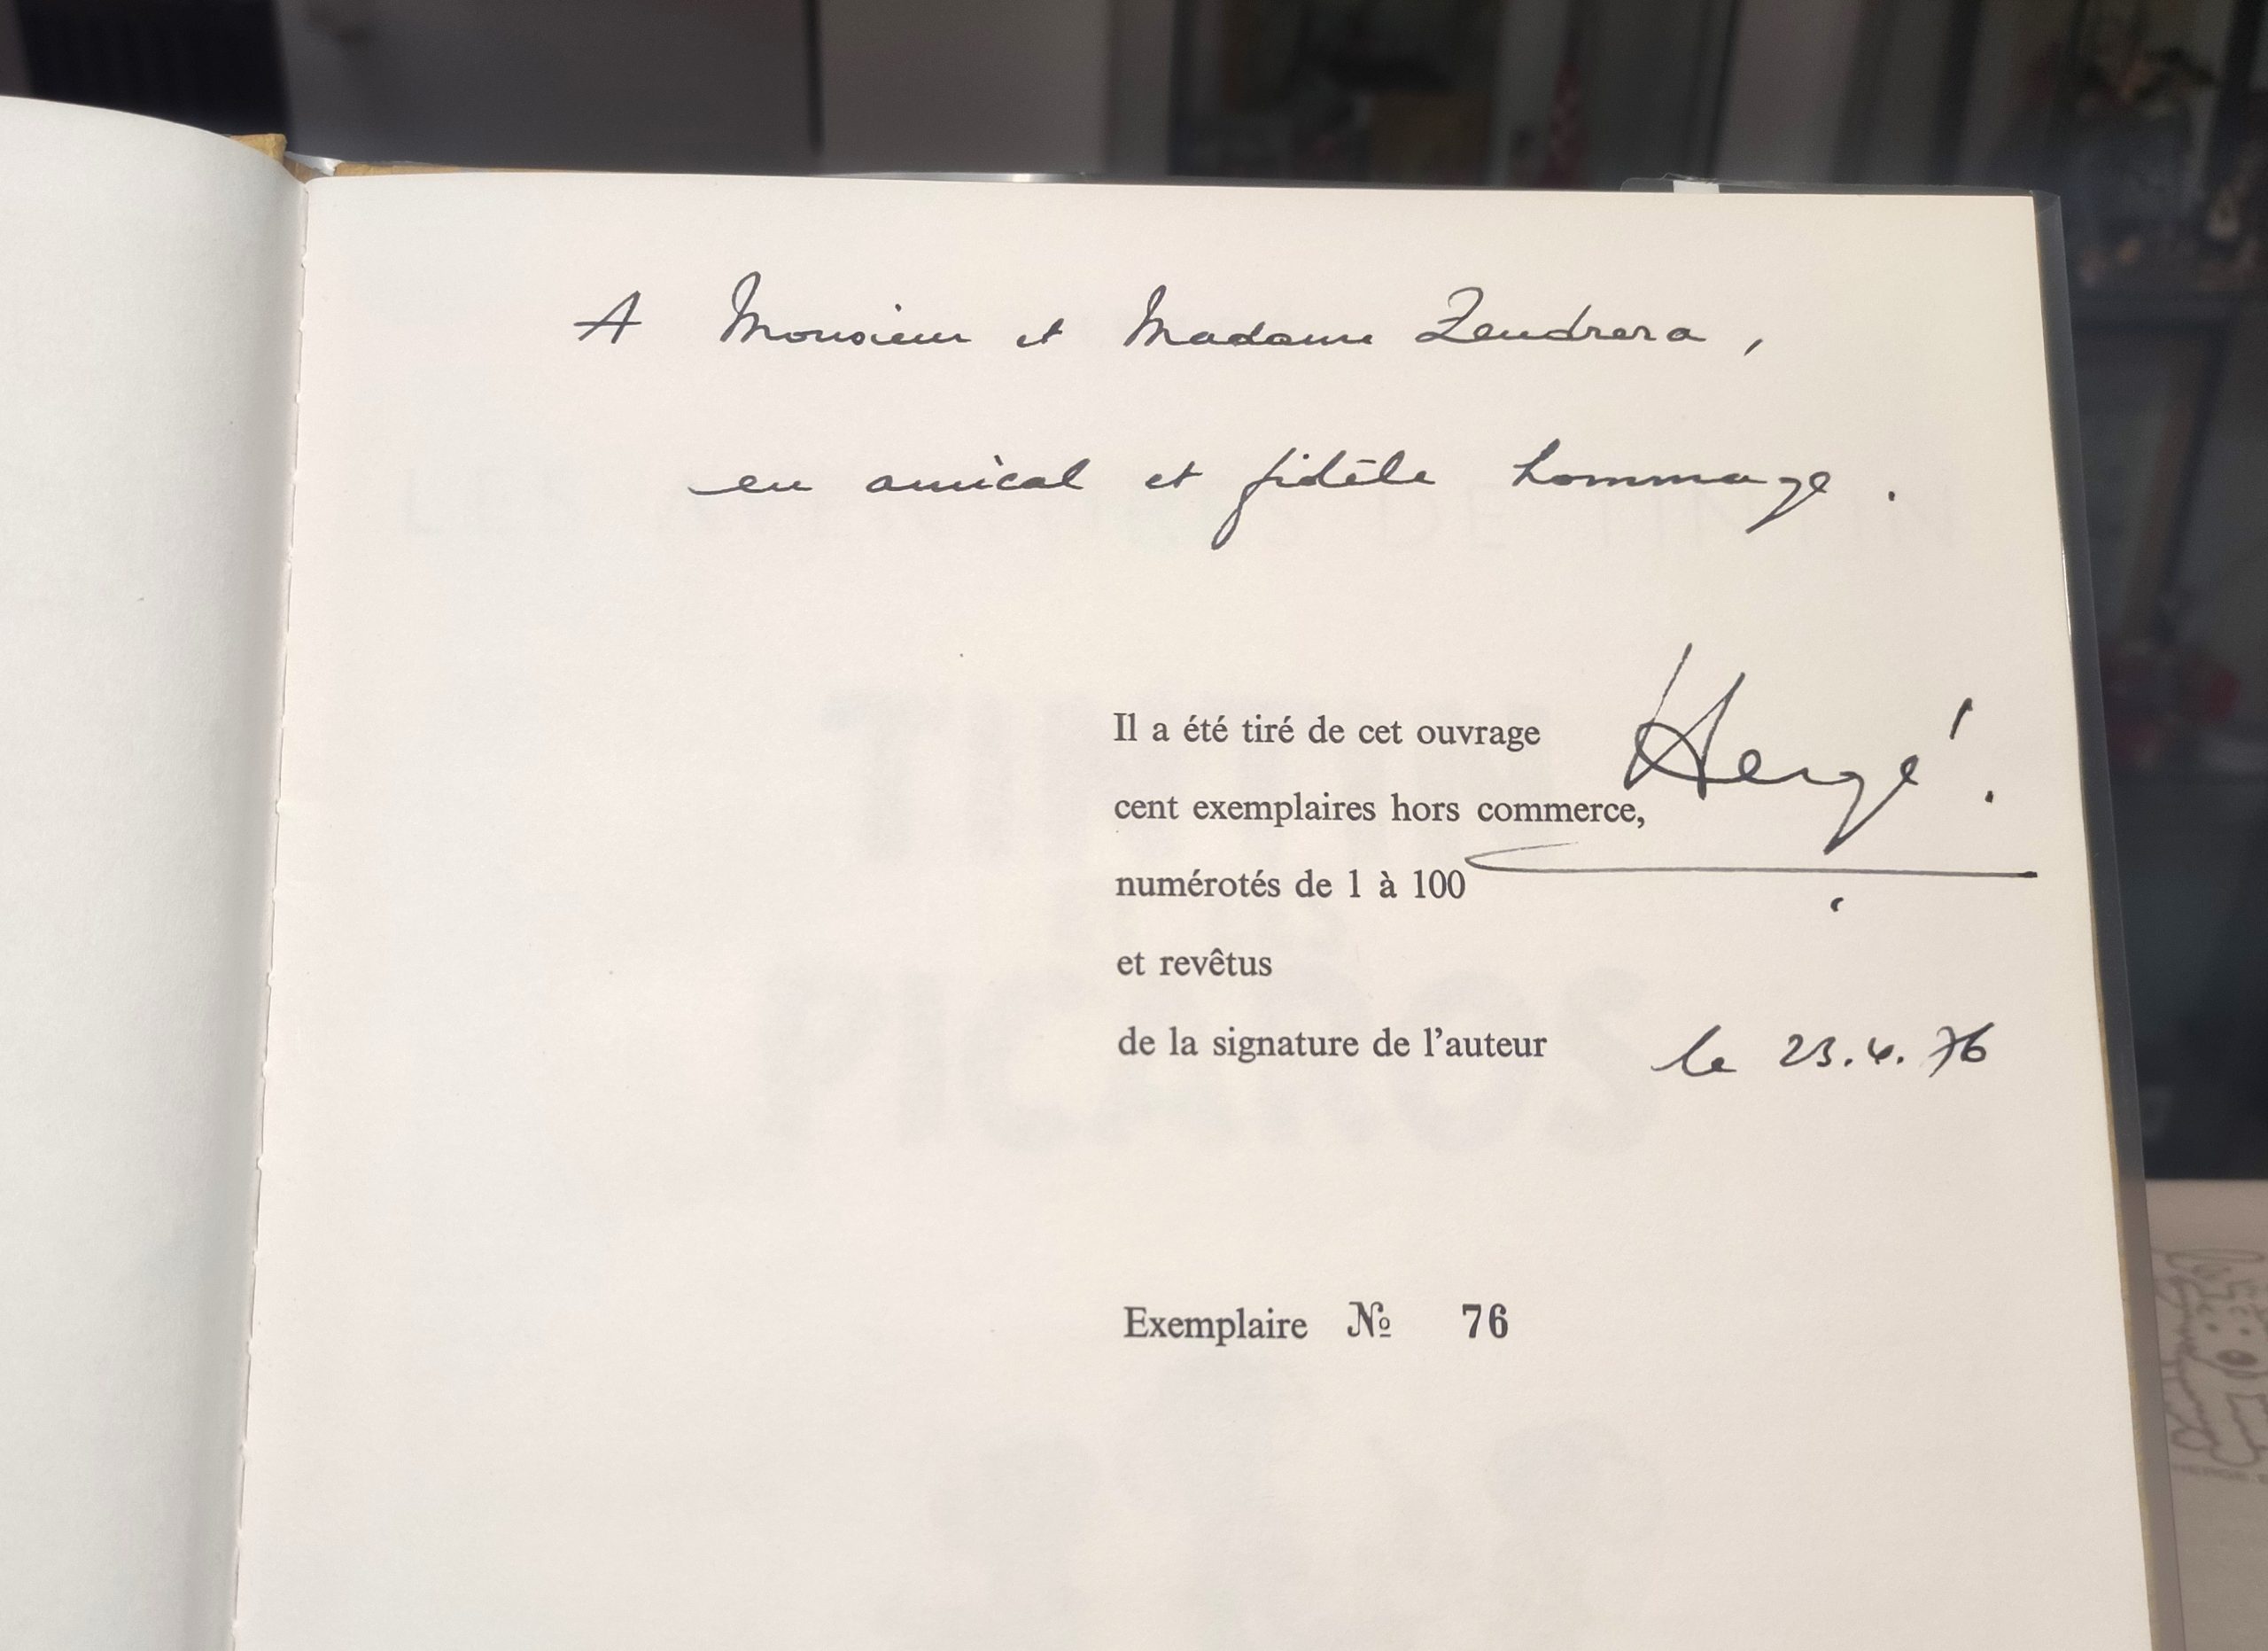 A Monsieur et Madame Zendrera,
en amical et fidèle hommage.
Hergé.
Il a été tiré de cet ouvrage
cent exemplaires hors commerce,
numérotés de 1 à 100
et revêtus
de la signature de l'auteur
le 23.4.76
Exemplaire № 76